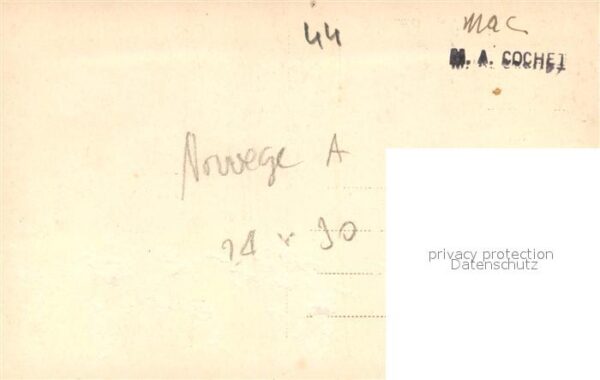 44
mac
M. A. COCHET
Norvege A
24 x 30
privacy protection
Datenschutz